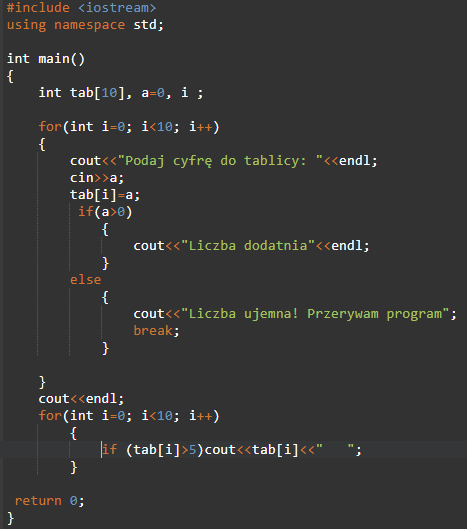 #include <iostream>
using namespace std;
int main()
{
int tab[10], a=0, i ;
for(int i=0; i<10; i++)
{
cout<<"Podaj cyfrę do tablicy: "<<endl;
cin>>a;
tab[i]=a;
if(a>0)
{
cout<<"Liczba dodatnia"<<endl;
}
else
{
cout<<"Liczba ujemna! Przerywam program";
break;
}
}
cout<<endl;
for(int i=0; i<10; i++)
{
if (tab[i]>5)cout<<tab[i]<<"   ";
}
return 0;
}